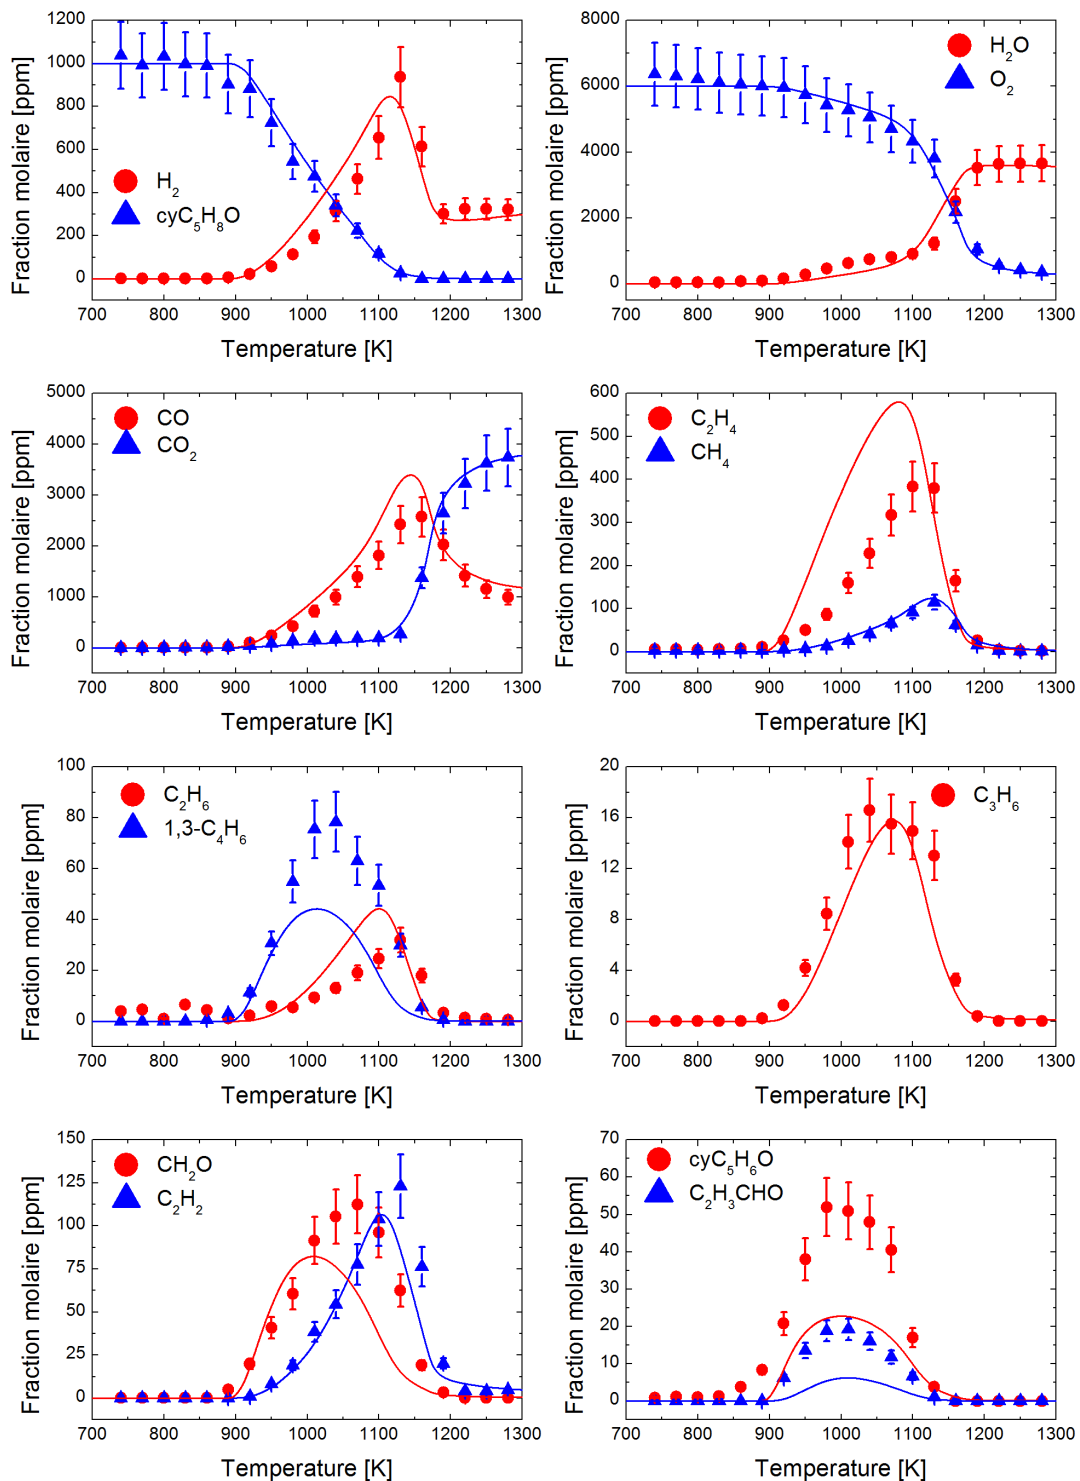 1200
1000
800
600
400
200
0
Fraction molaire [ppm]
H₂
cyC₅H₈O
700 800 900 1000 1100 1200 1300
Temperature [K]
8000
6000
4000
2000
0
Fraction molaire [ppm]
H₂O
O₂
700 800 900 1000 1100 1200 1300
Temperature [K]
5000
4000
3000
2000
1000
0
Fraction molaire [ppm]
CO
CO₂
700 800 900 1000 1100 1200 1300
Temperature [K]
600
500
400
300
200
100
0
Fraction molaire [ppm]
C₂H₄
CH₄
700 800 900 1000 1100 1200 1300
Temperature [K]
100
80
60
40
20
0
Fraction molaire [ppm]
C₂H₆
1,3-C₄H₆
700 800 900 1000 1100 1200 1300
Temperature [K]
20
16
12
8
4
0
Fraction molaire [ppm]
C₃H₆
700 800 900 1000 1100 1200 1300
Temperature [K]
150
125
100
75
50
25
0
Fraction molaire [ppm]
CH₂O
C₂H₂
700 800 900 1000 1100 1200 1300
Temperature [K]
70
60
50
40
30
20
10
0
Fraction molaire [ppm]
cyC₅H₆O
C₂H₃CHO
700 800 900 1000 1100 1200 1300
Temperature [K]